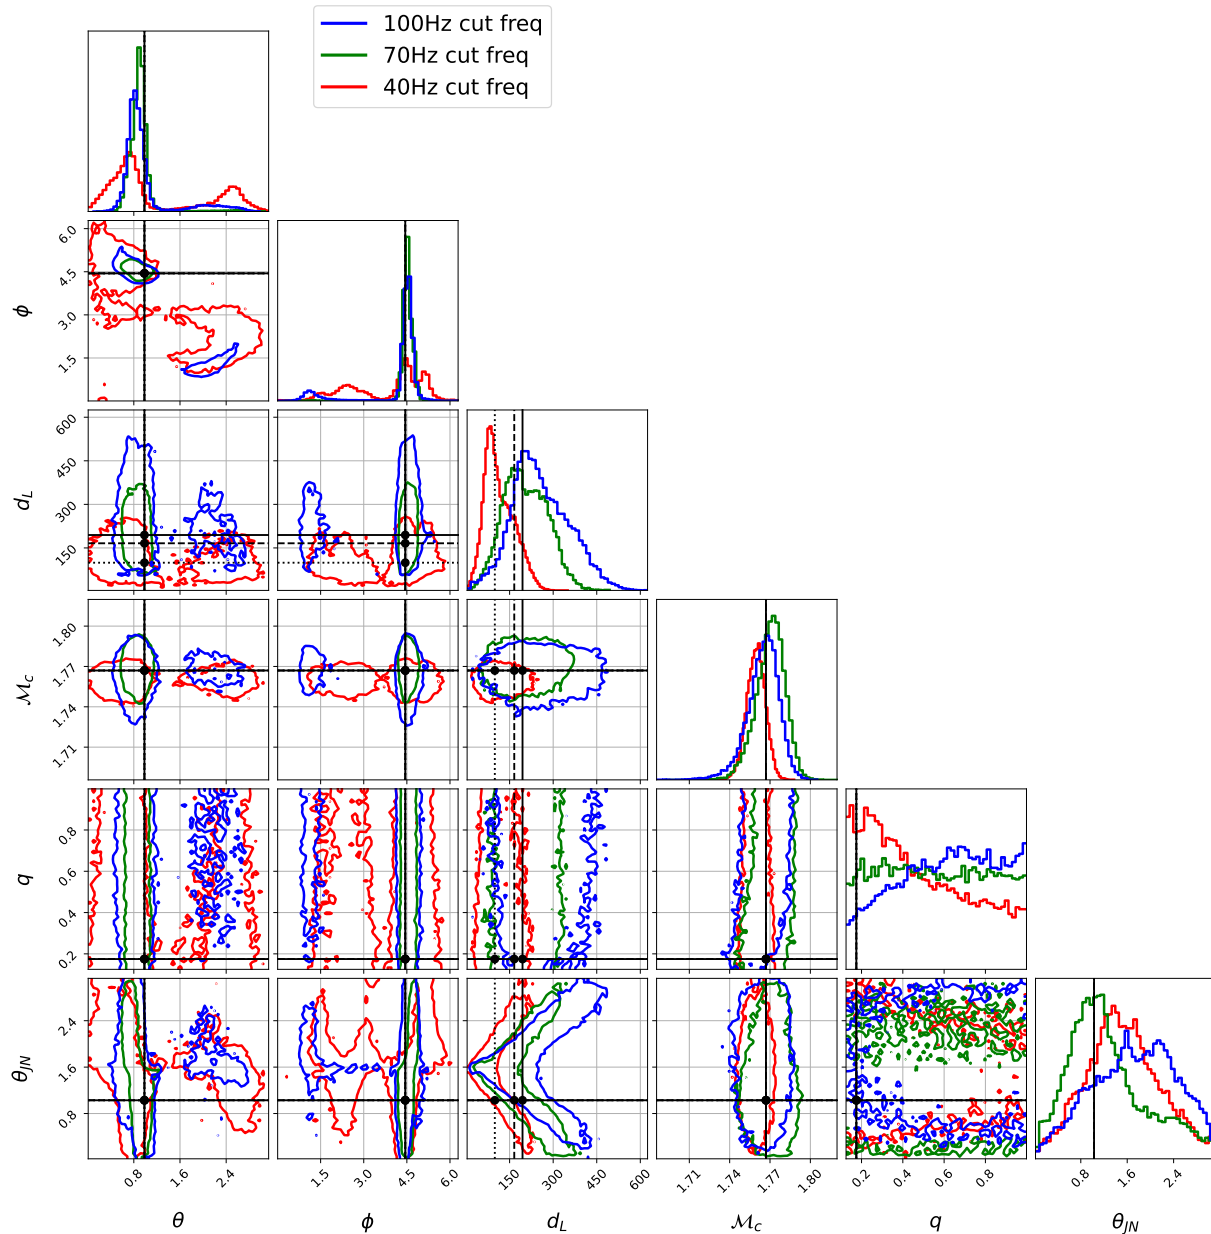 100Hz cut freq
70Hz cut freq
40Hz cut freq
6.0
4.5
3.0
1.5
ϕ
600
450
300
150
d_L
1.80
1.77
1.74
1.71
ℳ_c
0.8
0.6
0.4
0.2
q
2.4
1.6
0.8
θ_JN
0.8 1.6 2.4 1.5 3.0 4.5 6.0 150 300 450 600 1.71 1.74 1.77 1.80 0.2 0.4 0.6 0.8 0.8 1.6 2.4
θ ϕ d_L ℳ_c q θ_JN